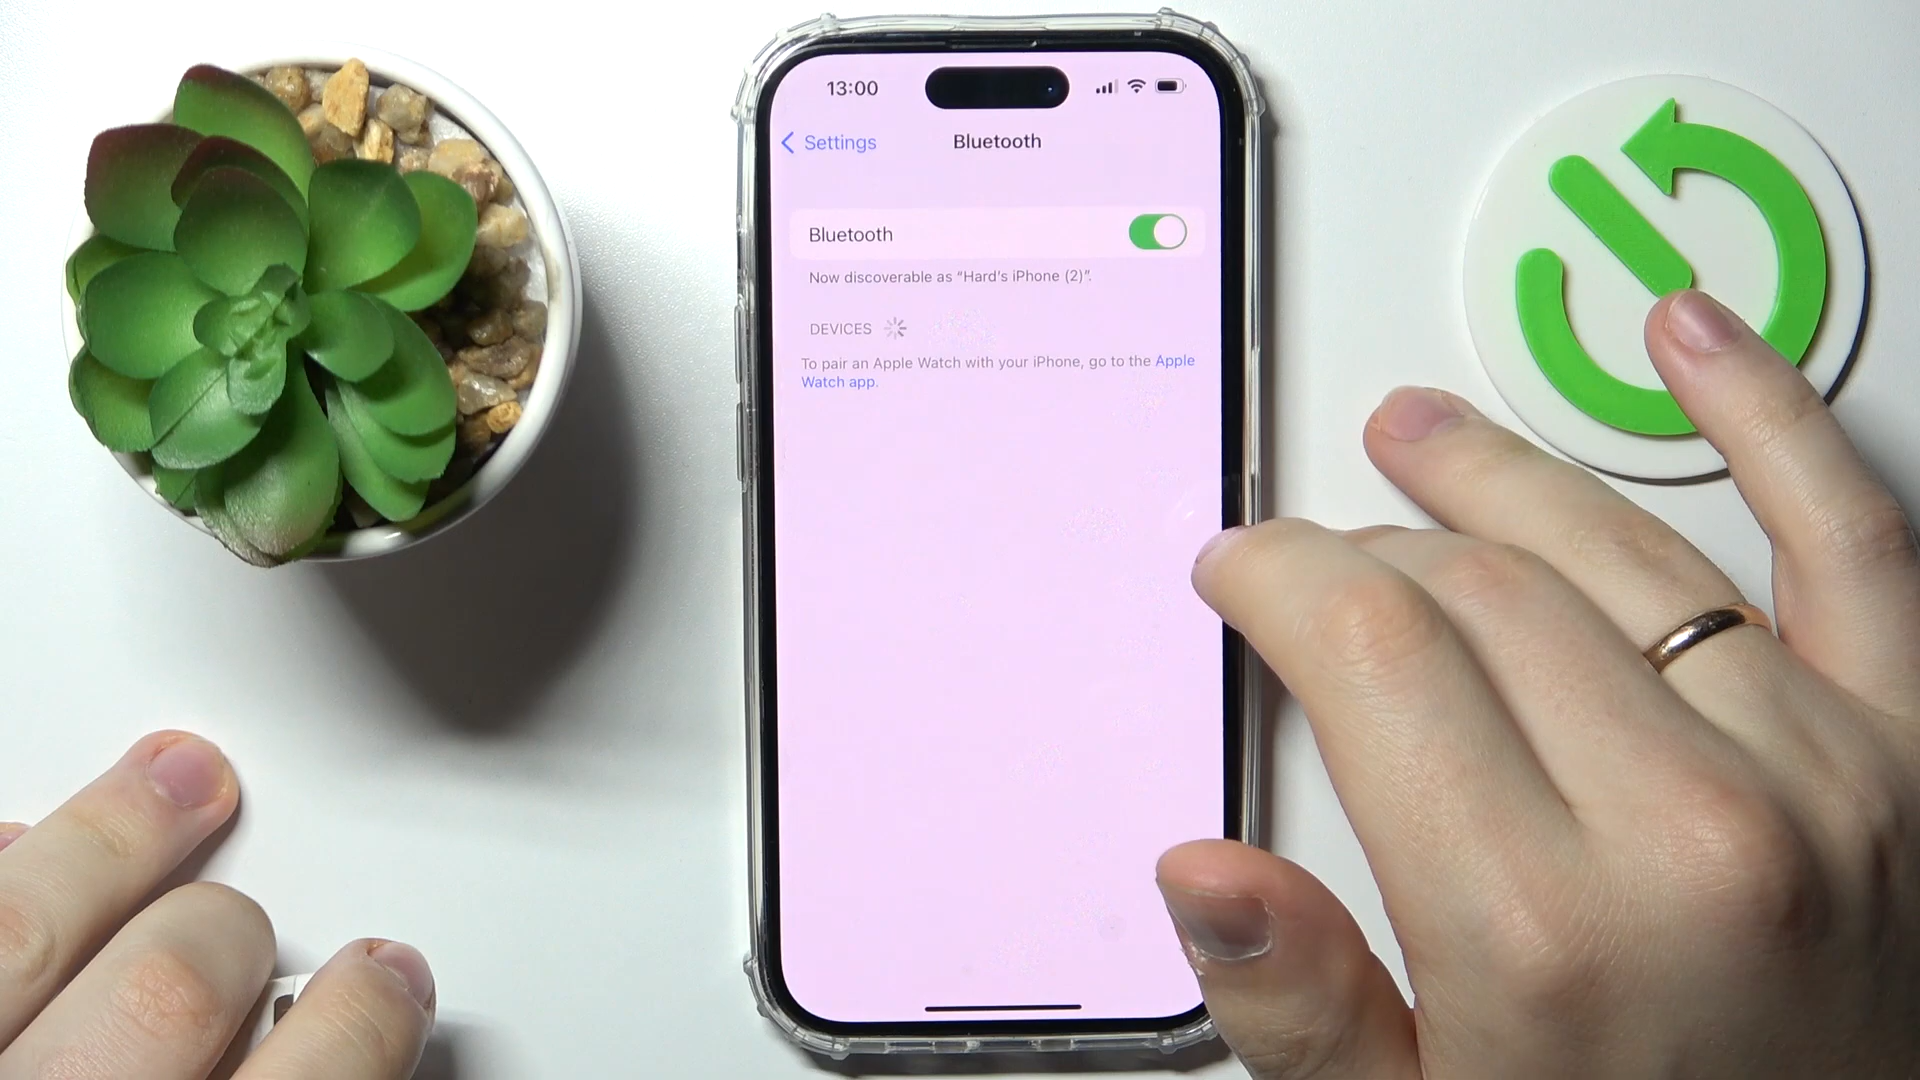 13:00
Settings
Bluetooth
Bluetooth
Now discoverable as “Hard's iPhone (2)”.
DEVICES
To pair an Apple Watch with your iPhone, go to the Apple
Watch app.